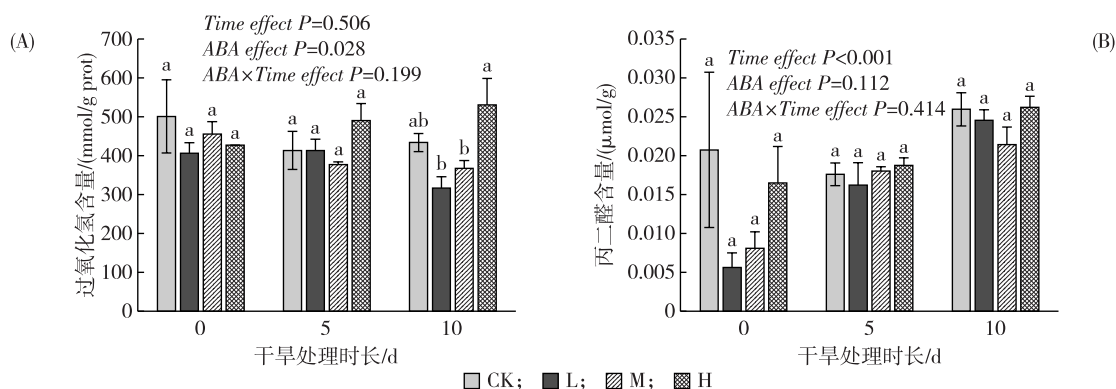 (A)
过氧化氢含量/(mmol/g prot)
700
600
500
400
300
200
100
0
Time effect P=0.506
ABA effect P=0.028
ABA×Time effect P=0.199
a
a
a
a
a
a
a
a
ab
b
b
a
0
5
10
干旱处理时长/d
(B)
丙二醛含量/(μmol/g)
0.035
0.030
0.025
0.020
0.015
0.010
0.005
0
Time effect P<0.001
ABA effect P=0.112
ABA×Time effect P=0.414
a
a
a
a
a
a
a
a
a
a
a
a
0
5
10
干旱处理时长/d
CK; L; M; H